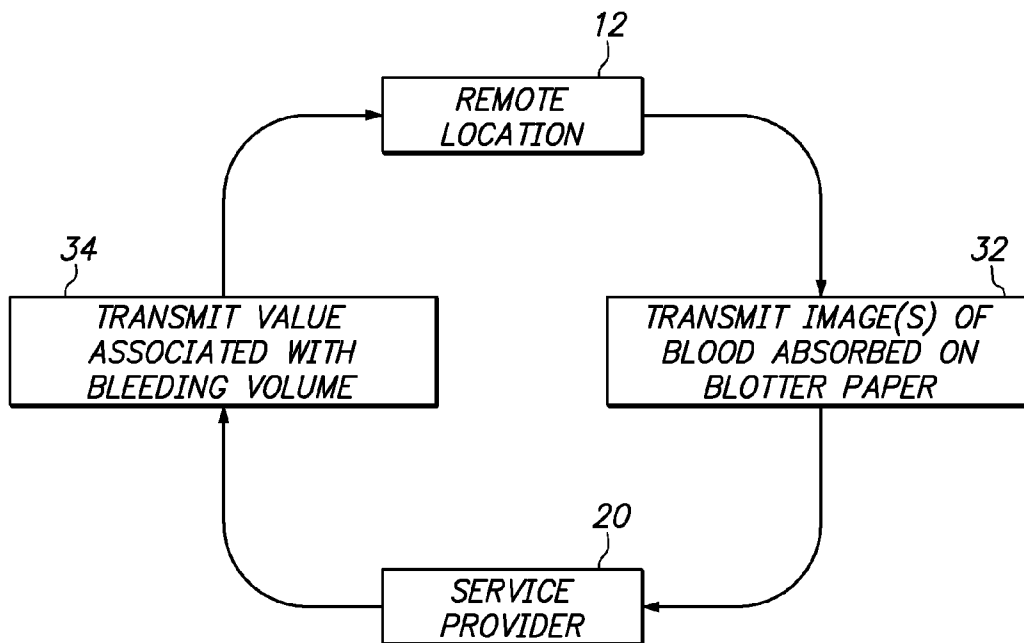 12
REMOTE
LOCATION
34
TRANSMIT VALUE
ASSOCIATED WITH
BLEEDING VOLUME
32
TRANSMIT IMAGE(S) OF
BLOOD ABSORBED ON
BLOTTER PAPER
20
SERVICE
PROVIDER